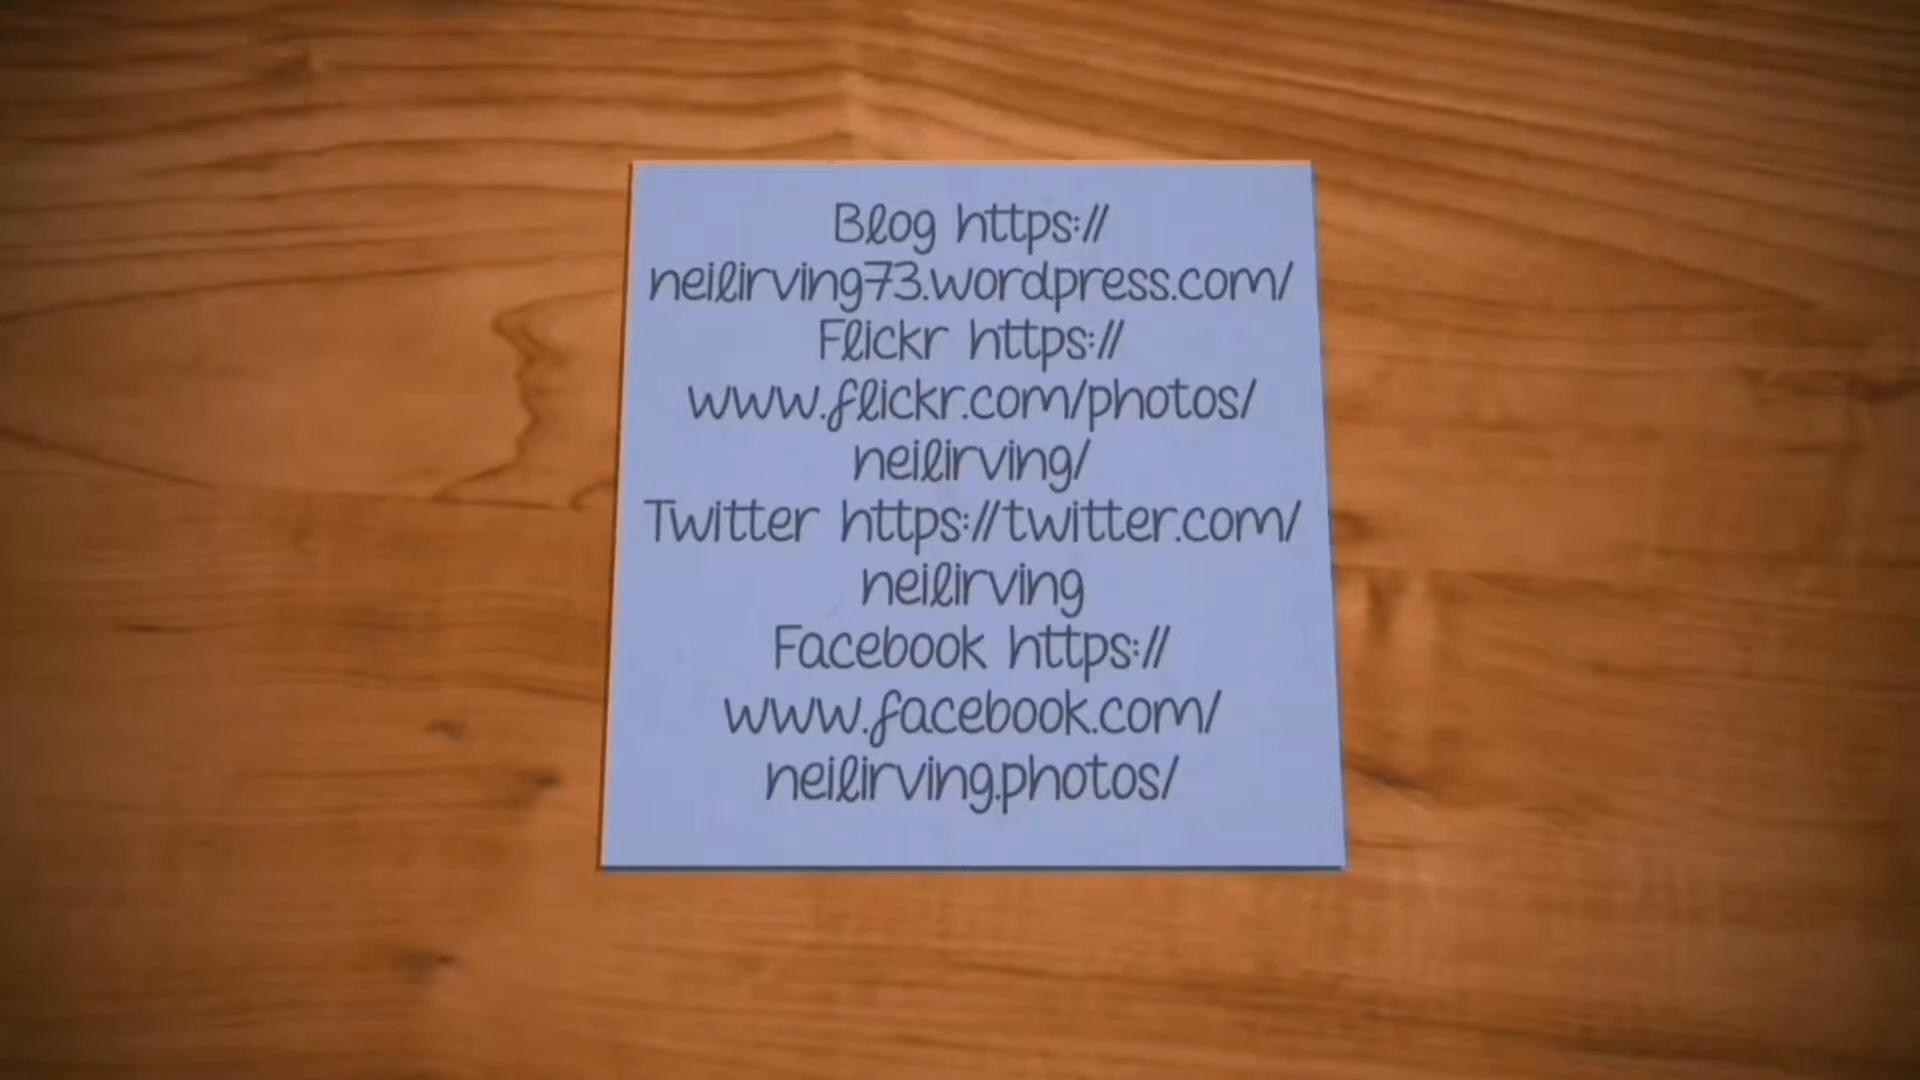 Blog https://
neilirving73.wordpress.com/
Flickr https://
www.flickr.com/photos/
neilirving/
Twitter https://twitter.com/
neilirving
Facebook https://
www.facebook.com/
neilirving.photos/